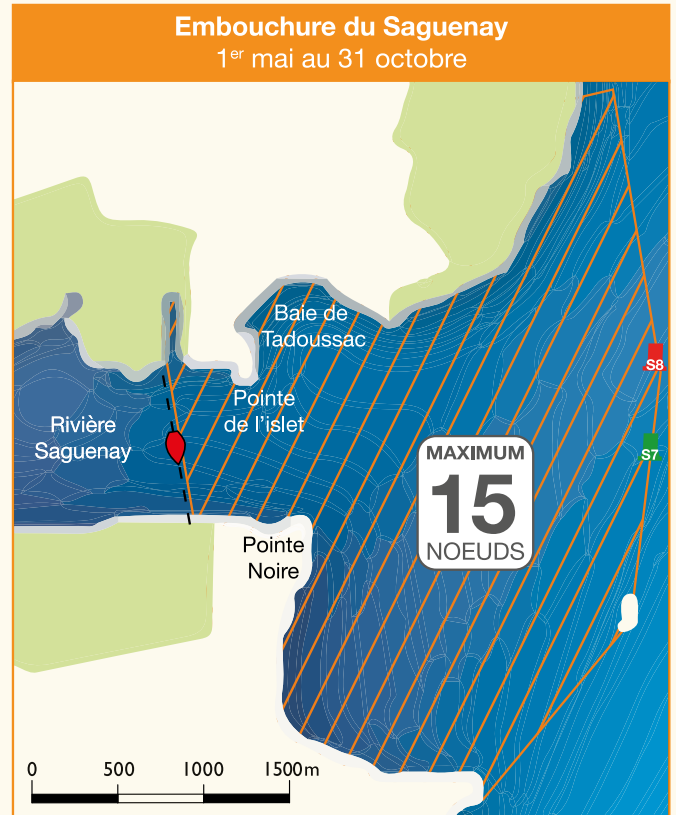 Embouchure du Saguenay
1er mai au 31 octobre
Baie de
Tadoussac
S8
Pointe
de l'islet
Rivière
Saguenay
S7
MAXIMUM
15
NOEUDS
Pointe
Noire
0 500 1000 1500m